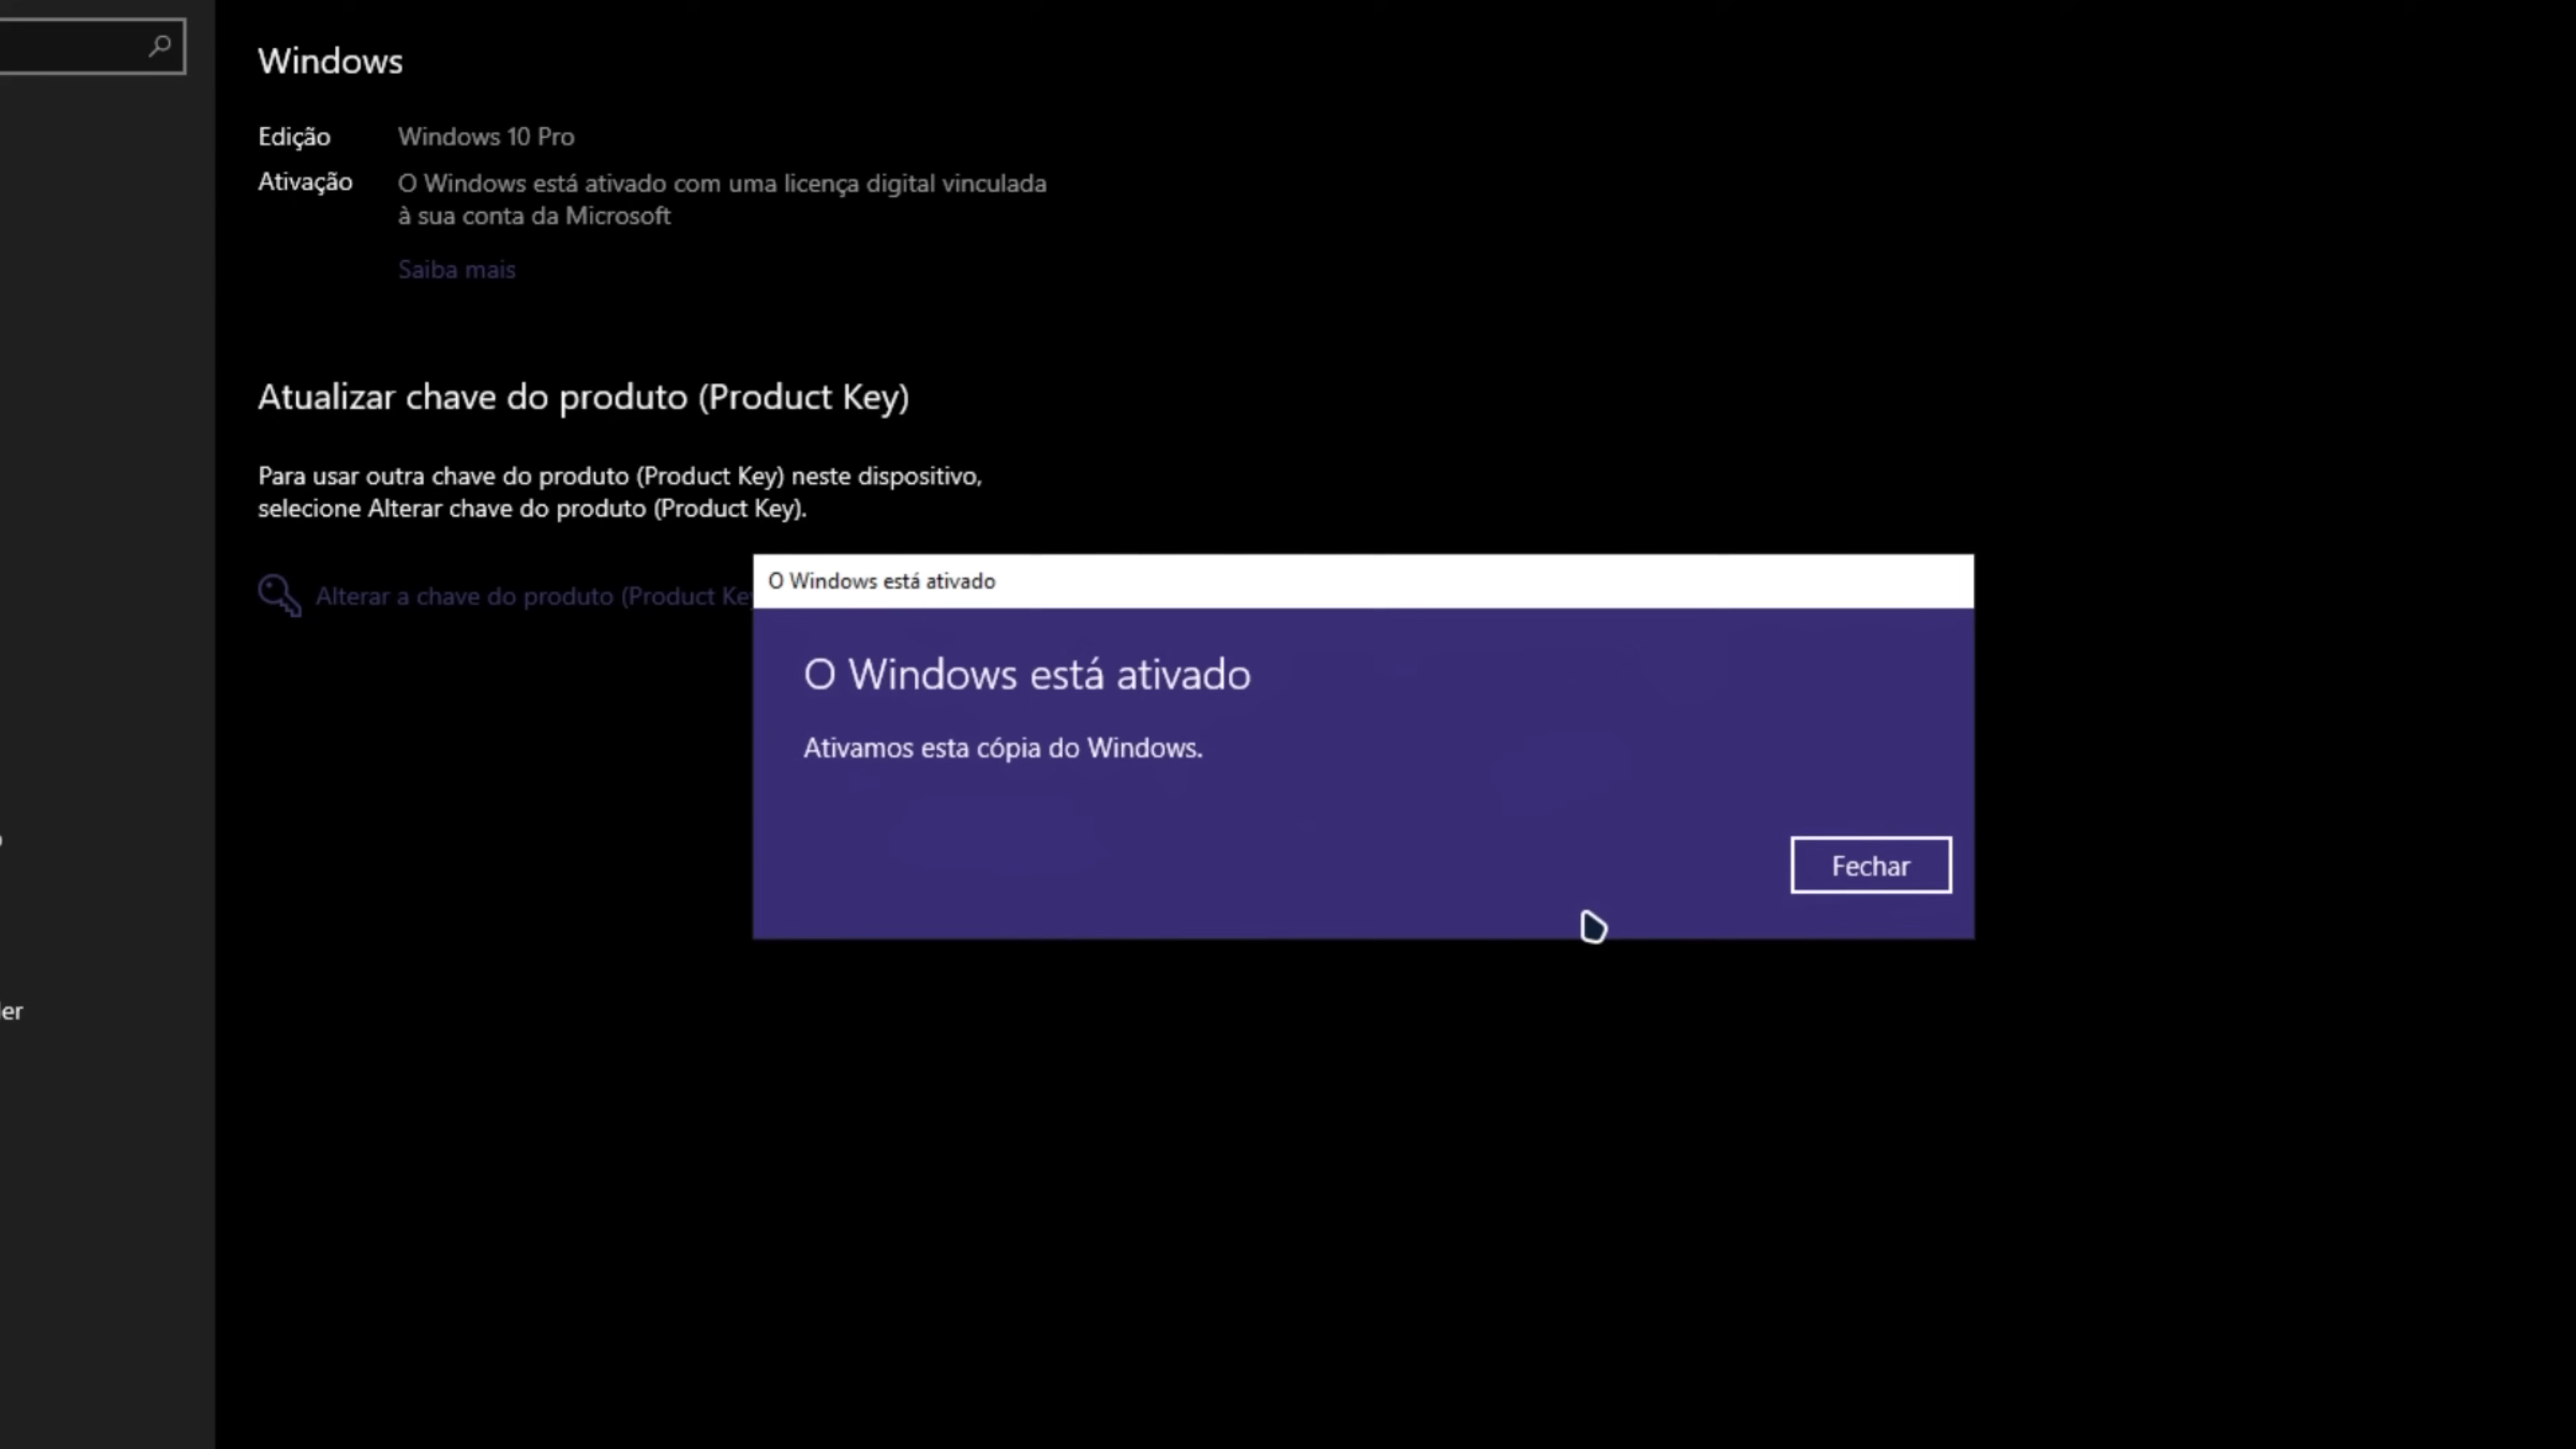 Windows
Edição Windows 10 Pro
Ativação O Windows está ativado com uma licença digital vinculada
à sua conta da Microsoft
Saiba mais
Atualizar chave do produto (Product Key)
Para usar outra chave do produto (Product Key) neste dispositivo,
selecione Alterar chave do produto (Product Key).
Alterar a chave do produto (Product Ke
O Windows está ativado
O Windows está ativado
Ativamos esta cópia do Windows.
Fechar
er